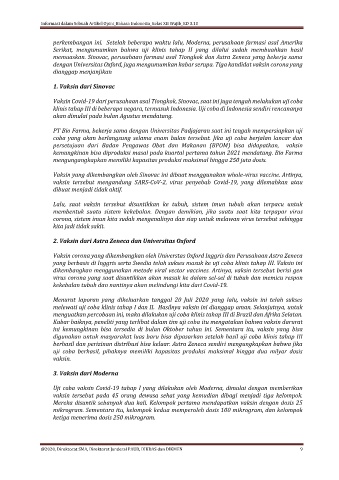 Informasi dalam Sebuah Artikel Opini_Bahasa Indonesia_Kelas XII Wajib_KD 3.10
perkembangan ini. Setelah beberapa waktu lalu, Moderna, perusahaan farmasi asal Amerika
Serikat, mengumumkan bahwa uji klinis tahap II yang dilalui sudah membuahkan hasil
memuaskan. Sinovac, perusahaan farmasi asal Tiongkok dan Astra Zeneca yang bekerja sama
dengan Universitas Oxford, juga mengumumkan kabar serupa. Tiga kandidat vaksin corona yang
dianggap menjanjikan
1. Vaksin dari Sinovac
Vaksin Covid-19 dari perusahaan asal Tiongkok, Sinovac, saat ini juga tengah melakukan uji coba
klinis tahap III di beberapa negara, termasuk Indonesia. Uji coba di Indonesia sendiri rencananya
akan dimulai pada bulan Agustus mendatang.
PT Bio Farma, bekerja sama dengan Universitas Padjajaran saat ini tengah mempersiapkan uji
coba yang akan berlangsung selama enam bulan tersebut. Jika uji coba berjalan lancar dan
persetujuan dari Badan Pengawas Obat dan Makanan (BPOM) bisa didapatkan, vaksin
kemungkinan bisa diproduksi masal pada kuartal pertama tahun 2021 mendatang. Bio Farma
mengungangkapkan memiliki kapasitas produksi maksimal hingga 250 juta dosis.
Vaksin yang dikembangkan oleh Sinovac ini dibuat menggunakan whole-virus vaccine. Artinya,
vaksin tersebut mengandung SARS-CoV-2, virus penyebab Covid-19, yang dilemahkan atau
dibuat menjadi tidak aktif.
Lalu, saat vaksin tersebut disuntikkan ke tubuh, sistem imun tubuh akan terpacu untuk
membentuk suatu sistem kekebalan. Dengan demikian, jika suatu saat kita terpapar virus
corona, sistem imun kita sudah mengenalinya dan siap untuk melawan virus tersebut sehingga
kita jadi tidak sakit.
2. Vaksin dari Astra Zeneca dan Universitas Oxford
Vaksin corona yang dikembangkan oleh Universitas Oxford Inggris dan Perusahaan Astra Zeneca
yang berbasis di Inggris serta Swedia telah sukses masuk ke uji coba klinis tahap III. Vaksin ini
dikembangkan menggunakan metode viral vector vaccines. Artinya, vaksin tersebut berisi gen
virus corona yang saat disuntikkan akan masuk ke dalam sel-sel di tubuh dan memicu respon
kekebalan tubuh dan nantinya akan melindungi kita dari Covid-19.
Menurut laporan yang dikeluarkan tanggal 20 Juli 2020 yang lalu, vaksin ini telah sukses
melewati uji coba klinis tahap I dan II. Hasilnya vaksin ini dianggap aman. Selanjutnya, untuk
menguatkan percobaan ini, maka dilakukan uji coba klinis tahap III di Brazil dan Afrika Selatan.
Kabar baiknya, peneliti yang terlibat dalam tim uji coba itu mengatakan bahwa vaksin darurat
ini kemungkinan bisa tersedia di bulan Oktober tahun ini. Sementara itu, vaksin yang bisa
digunakan untuk masyarakat luas baru bisa dipasarkan setelah hasil uji coba klinis tahap III
berhasil dan perizinan distribusi bisa keluar. Astra Zeneca sendiri mengungkapkan bahwa jika
uji coba berhasil, pihaknya memiliki kapasitas produksi maksimal hingga dua milyar dosis
vaksin.
3. Vaksin dari Moderna
Uji coba vaksin Covid-19 tahap I yang dilakukan oleh Moderna, dimulai dengan memberikan
vaksin tersebut pada 45 orang dewasa sehat yang kemudian dibagi menjadi tiga kelompok.
Mereka disuntik sebanyak dua kali. Kelompok pertama mendapatkan vaksin dengan dosis 25
mikrogram. Sementara itu, kelompok kedua memperoleh dosis 100 mikrogram, dan kelompok
ketiga menerima dosis 250 mikrogram.
@2020, Direktorat SMA, Direktorat Jenderal PAUD, DIKDAS dan DIKMEN 9